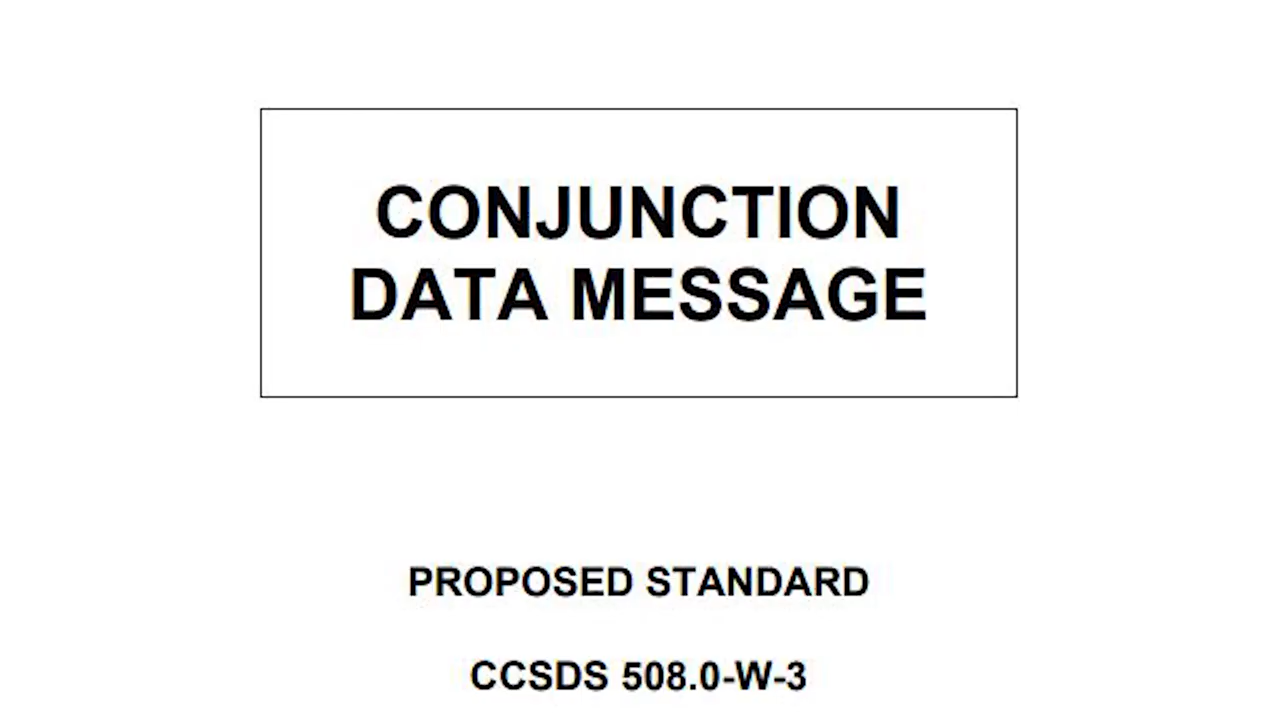 CONJUNCTION
DATA MESSAGE
PROPOSED STANDARD
CCSDS 508.0-W-3